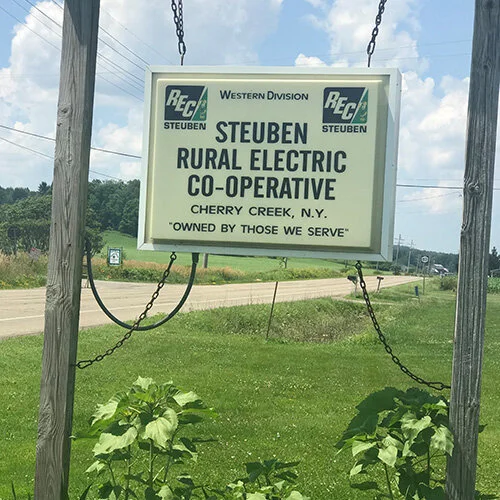 REC
STEUBEN
WESTERN DIVISION
REC
STEUBEN
STEUBEN
RURAL ELECTRIC
CO-OPERATIVE
CHERRY CREEK, N.Y.
"OWNED BY THOSE WE SERVE"